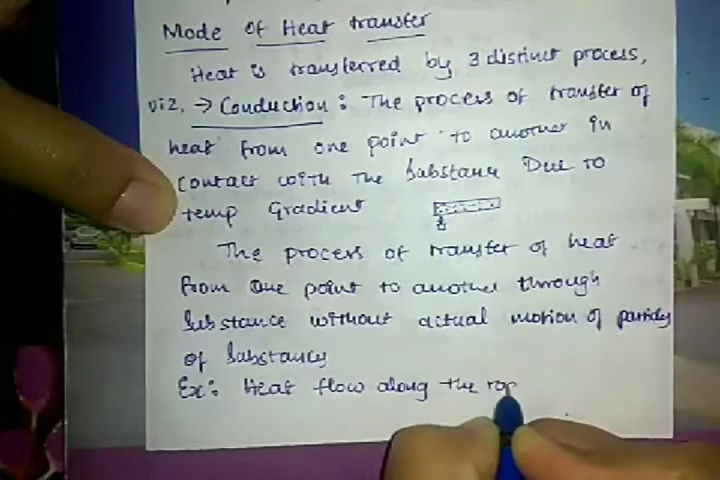 Mode of Heat transfer
Heat is transferred by 3 distinct process,
viz, → Conduction : The process of transfer of
heat from one point to another in
contact with the substance Due to
temp Gradient
The process of transfer of heat
from one point to another through
substance without actual motion of particles
of substances
Ex: Heat flow along the